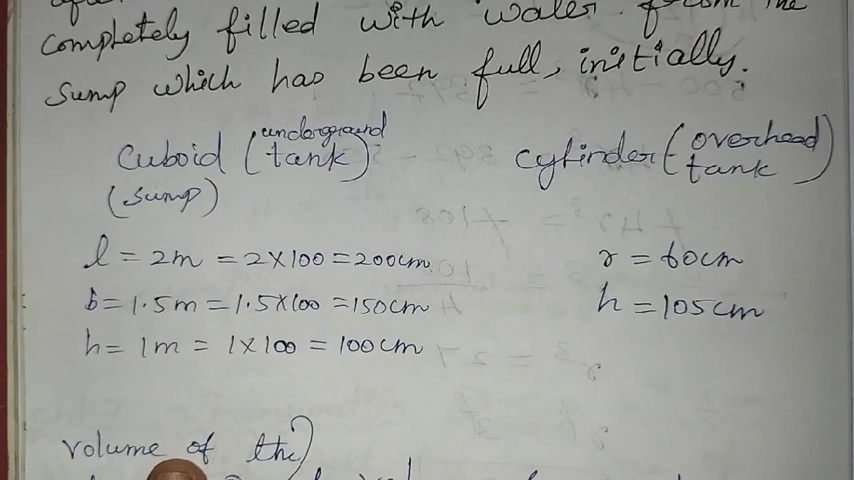 completely filled with water from the
sump which has been full, initially.
cuboid (underground tank) cylinder (overhead tank)
(sump)
l = 2m = 2×100 = 200cm r = 60cm
b = 1.5m = 1.5×100 = 150cm h = 105cm
h = 1m = 1×100 = 100cm
volume of the